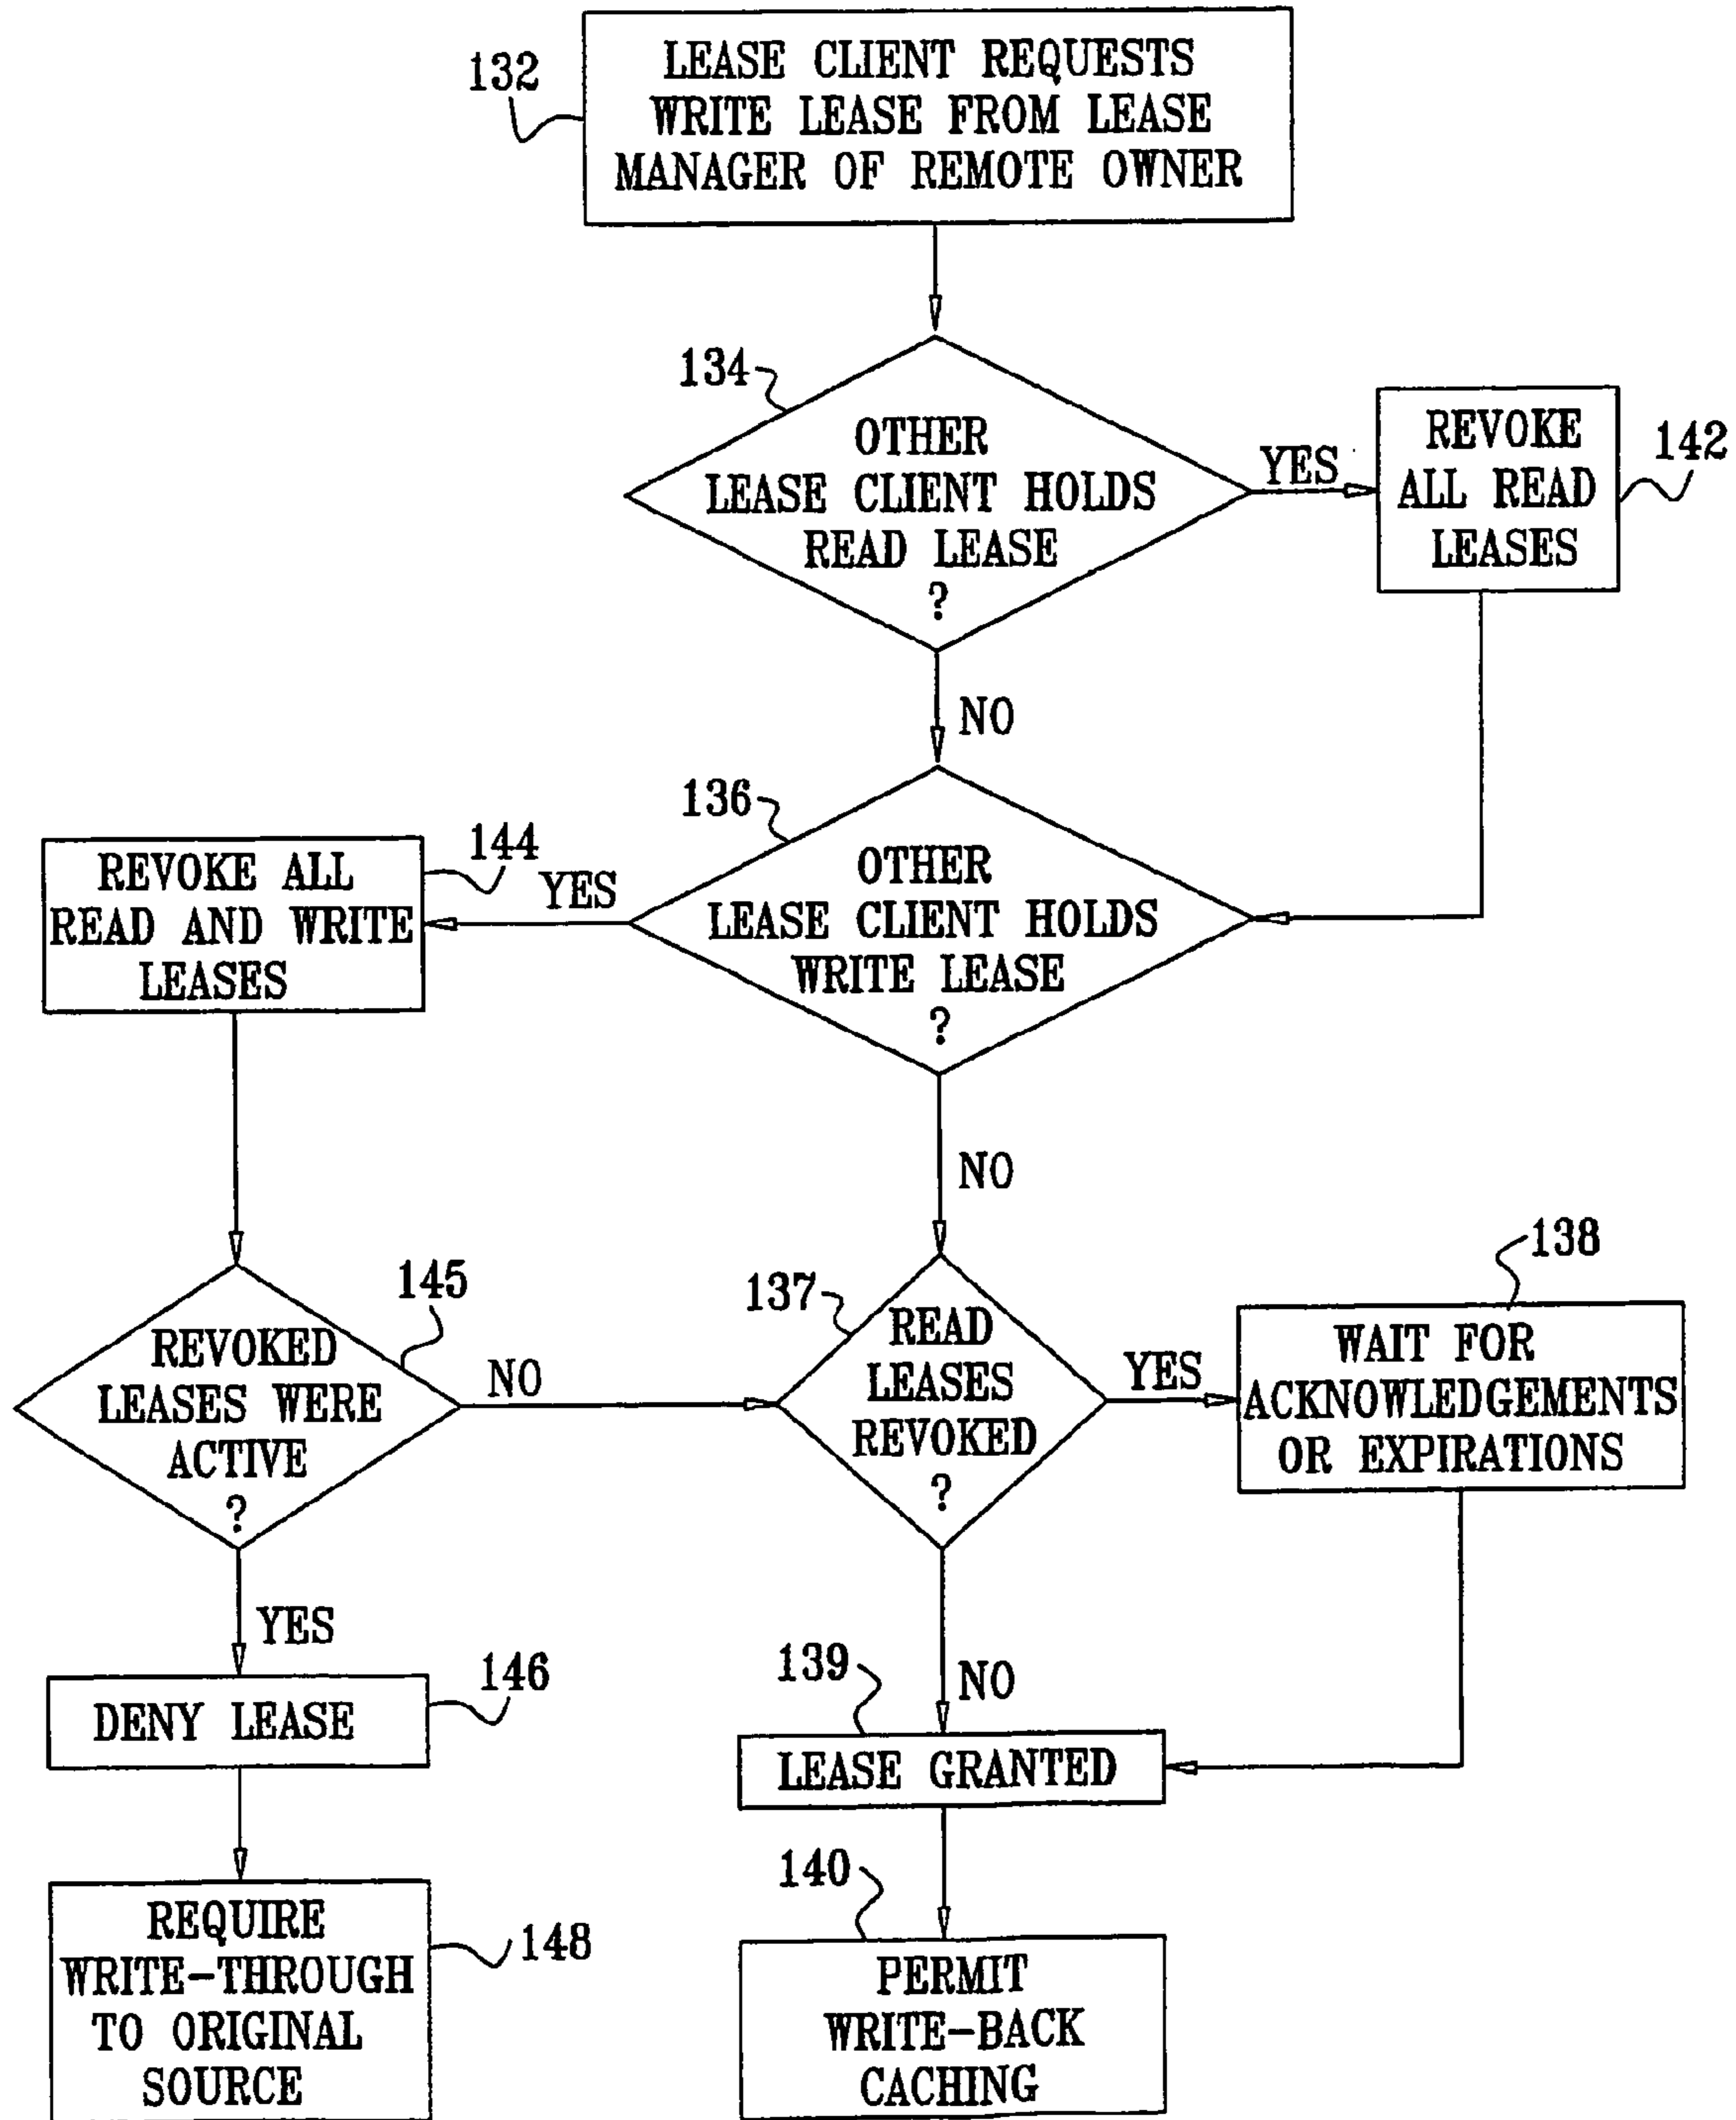 132
LEASE CLIENT REQUESTS
WRITE LEASE FROM LEASE
MANAGER OF REMOTE OWNER
134
OTHER
LEASE CLIENT HOLDS
READ LEASE
?
YES
REVOKE
ALL READ
LEASES
142
NO
136
OTHER
LEASE CLIENT HOLDS
WRITE LEASE
?
YES
144
REVOKE ALL
READ AND WRITE
LEASES
NO
145
REVOKED
LEASES WERE
ACTIVE
?
NO
137
READ
LEASES
REVOKED
?
YES
138
WAIT FOR
ACKNOWLEDGEMENTS
OR EXPIRATIONS
YES
146
DENY LEASE
NO
139
LEASE GRANTED
REQUIRE
WRITE-THROUGH
TO ORIGINAL
SOURCE
148
140
PERMIT
WRITE-BACK
CACHING